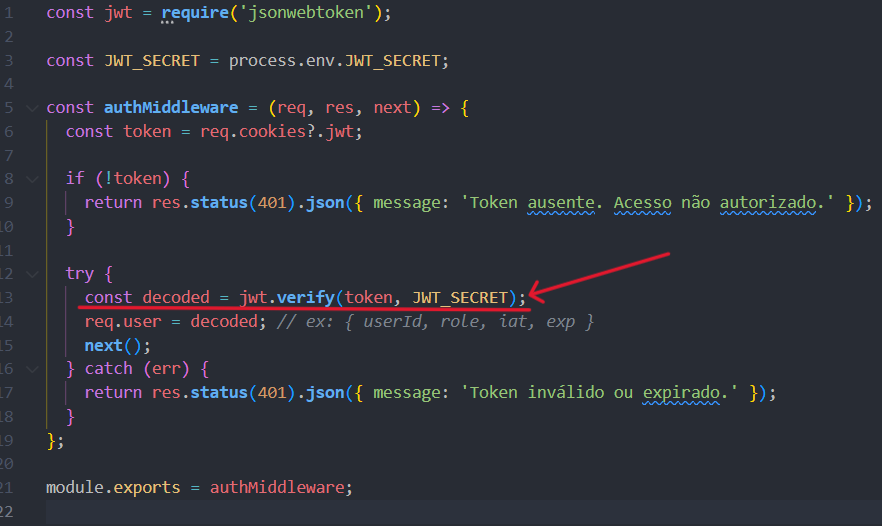 1 const jwt = require('jsonwebtoken');
2
3 const JWT_SECRET = process.env.JWT_SECRET;
4
5 const authMiddleware = (req, res, next) => {
6 const token = req.cookies?.jwt;
7
8 if (!token) {
9 return res.status(401).json({ message: 'Token ausente. Acesso não autorizado.' });
10 }
11
12 try {
13 const decoded = jwt.verify(token, JWT_SECRET);
14 req.user = decoded; // ex: { userId, role, iat, exp }
15 next();
16 } catch (err) {
17 return res.status(401).json({ message: 'Token inválido ou expirado.' });
18 }
19 };
20
21 module.exports = authMiddleware;
22